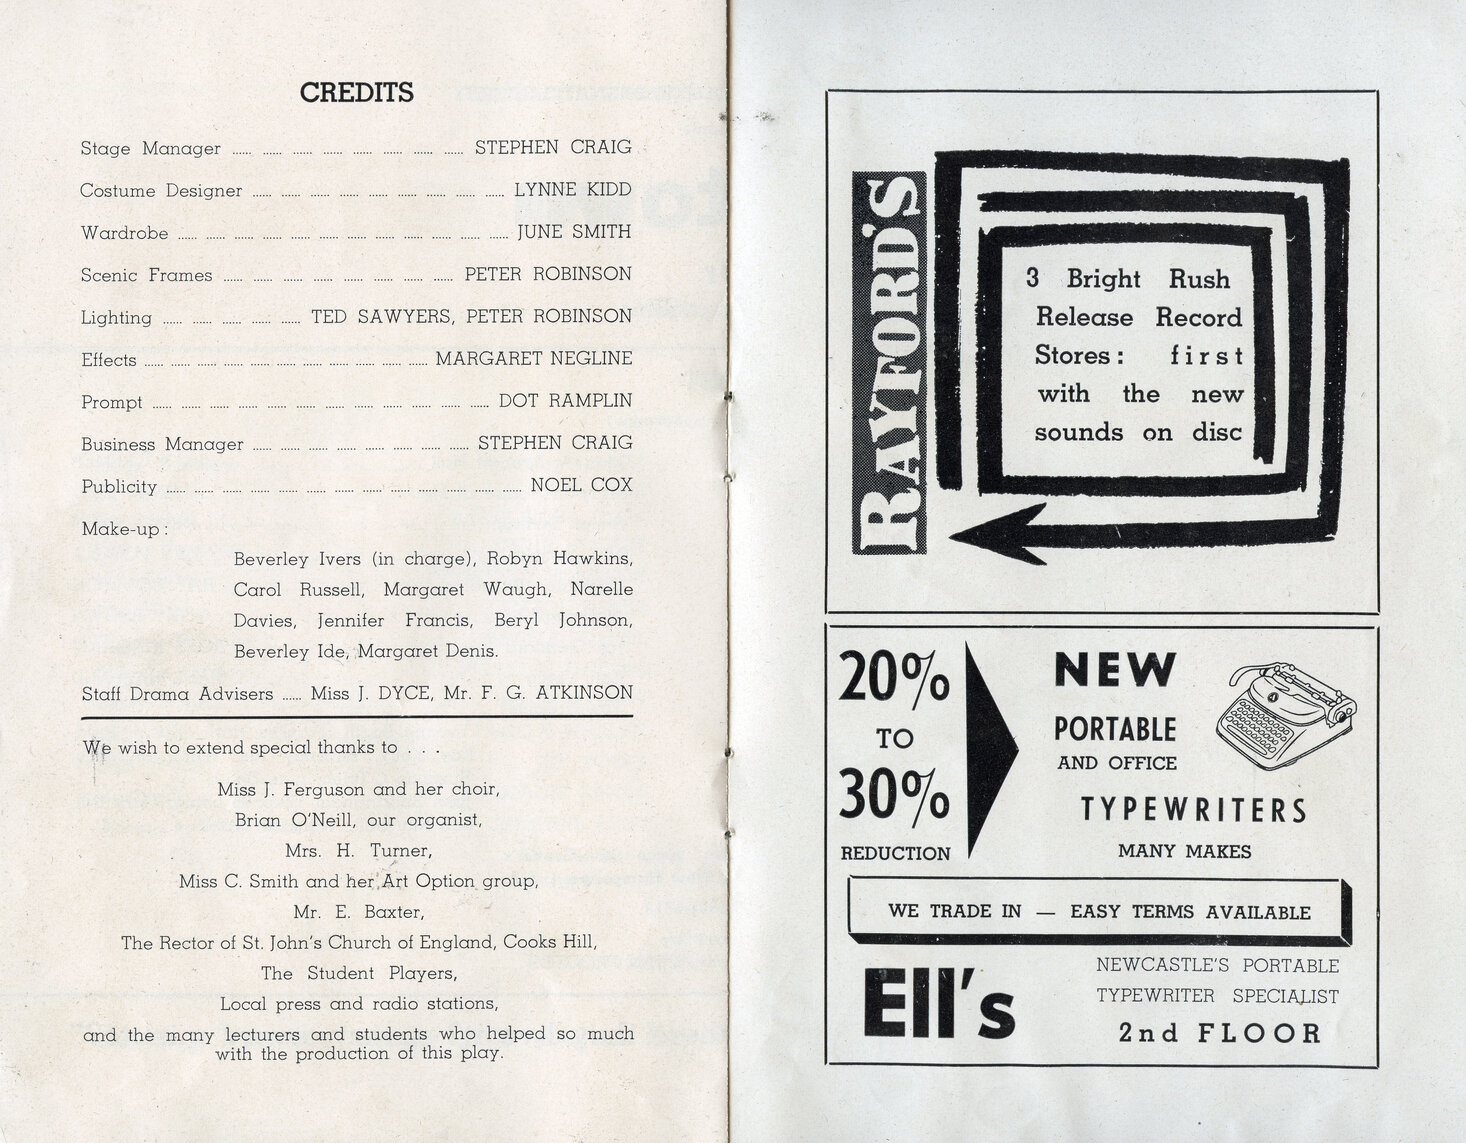 CREDITS
Stage Manager ...... ...... ...... ...... ...... ...... ...... ...... STEPHEN CRAIG
Costume Designer ...... ...... ...... ...... ...... ...... ...... ...... ...... LYNNE KIDD
Wardrobe ...... ...... ...... ...... ...... ...... ...... ...... ...... ...... ...... ...... JUNE SMITH
Scenic Frames ...... ...... ...... ...... ...... ...... ...... ...... PETER ROBINSON
Lighting ...... ...... ...... ...... ...... TED SAWYERS, PETER ROBINSON
Effects ...... ...... ...... ...... ...... ...... ...... ...... ...... ...... MARGARET NEGLINE
Prompt ...... ...... ...... ...... ...... ...... ...... ...... ...... ...... ...... ...... DOT RAMPLIN
Business Manager ...... ...... ...... ...... ...... ...... ...... ...... STEPHEN CRAIG
Publicity ...... ...... ...... ...... ...... ...... ...... ...... ...... ...... ...... ...... ...... NOEL COX
Make-up :
Beverley Ivers (in charge), Robyn Hawkins,
Carol Russell, Margaret Waugh, Narelle
Davies, Jennifer Francis, Beryl Johnson,
Beverley Ide, Margaret Denis.
Staff Drama Advisers ...... Miss J. DYCE, Mr. F. G. ATKINSON
We wish to extend special thanks to . . .
Miss J. Ferguson and her choir,
Brian O'Neill, our organist,
Mrs. H. Turner,
Miss C. Smith and her Art Option group,
Mr. E. Baxter,
The Rector of St. John's Church of England, Cooks Hill,
The Student Players,
Local press and radio stations,
and the many lecturers and students who helped so much
with the production of this play.
RAYFORD'S
3 Bright Rush
Release Record
Stores: first
with the new
sounds on disc
20%
TO
30%
REDUCTION
NEW
PORTABLE
AND OFFICE
TYPEWRITERS
MANY MAKES
WE TRADE IN — EASY TERMS AVAILABLE
Ell's
NEWCASTLE'S PORTABLE
TYPEWRITER SPECIALIST
2nd FLOOR